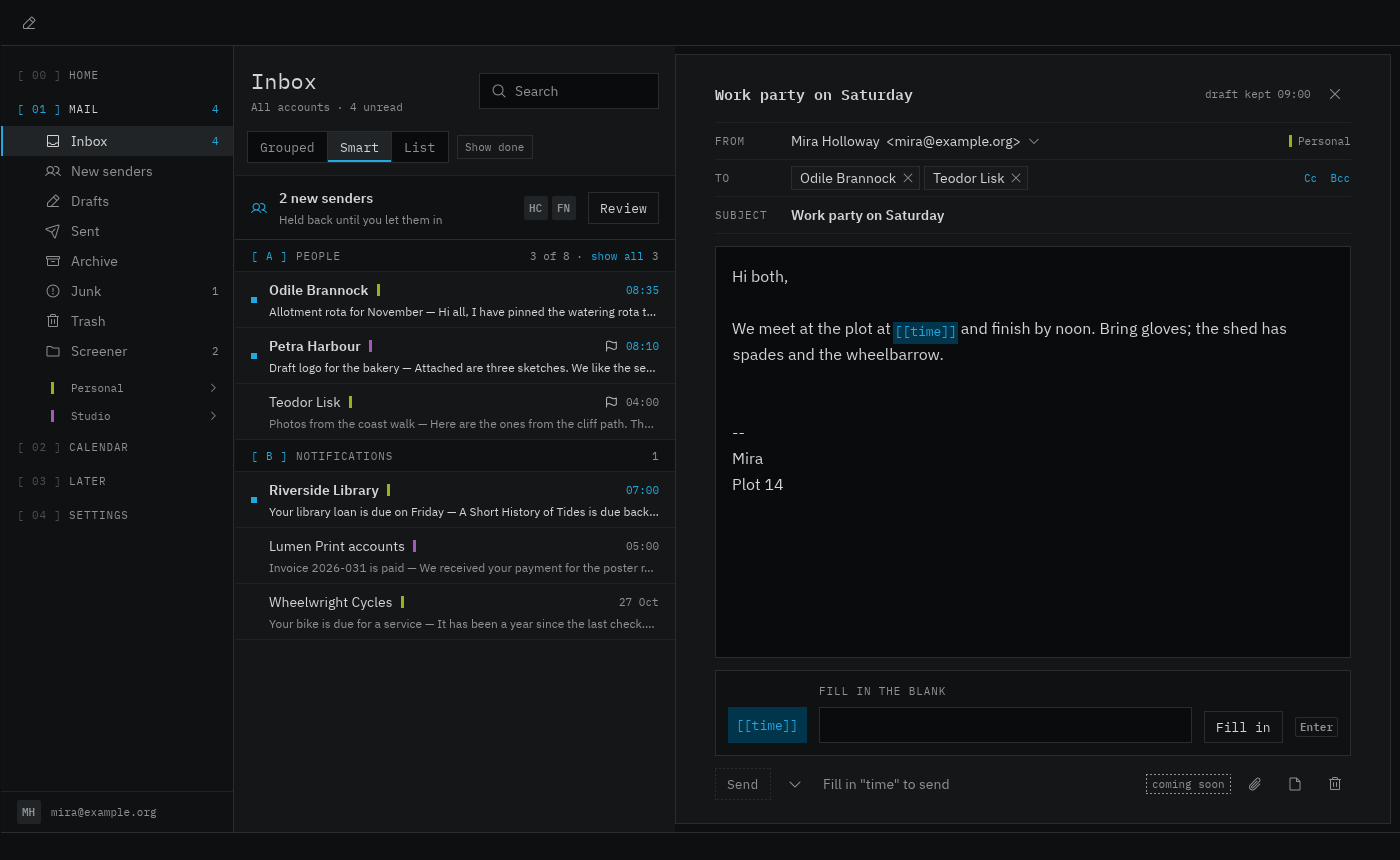 [ 00 ] HOME
[ 01 ] MAIL 4
Inbox 4
New senders
Drafts
Sent
Archive
Junk 1
Trash
Screener 2
Personal
Studio
[ 02 ] CALENDAR
[ 03 ] LATER
[ 04 ] SETTINGS
MH mira@example.org
Inbox
All accounts · 4 unread
Search
Grouped Smart List Show done
2 new senders
Held back until you let them in
HC FN Review
[ A ] PEOPLE 3 of 8 · show all 3
Odile Brannock 08:35
Allotment rota for November — Hi all, I have pinned the watering rota t…
Petra Harbour 08:10
Draft logo for the bakery — Attached are three sketches. We like the se…
Teodor Lisk 04:00
Photos from the coast walk — Here are the ones from the cliff path. Th…
[ B ] NOTIFICATIONS 1
Riverside Library 07:00
Your library loan is due on Friday — A Short History of Tides is due back…
Lumen Print accounts 05:00
Invoice 2026-031 is paid — We received your payment for the poster r…
Wheelwright Cycles 27 Oct
Your bike is due for a service — It has been a year since the last check.…
Work party on Saturday draft kept 09:00
FROM Mira Holloway <mira@example.org> Personal
TO Odile Brannock Teodor Lisk Cc Bcc
SUBJECT Work party on Saturday
Hi both,
We meet at the plot at [[time]] and finish by noon. Bring gloves; the shed has
spades and the wheelbarrow.
--
Mira
Plot 14
FILL IN THE BLANK
[[time]] Fill in Enter
Send Fill in "time" to send coming soon